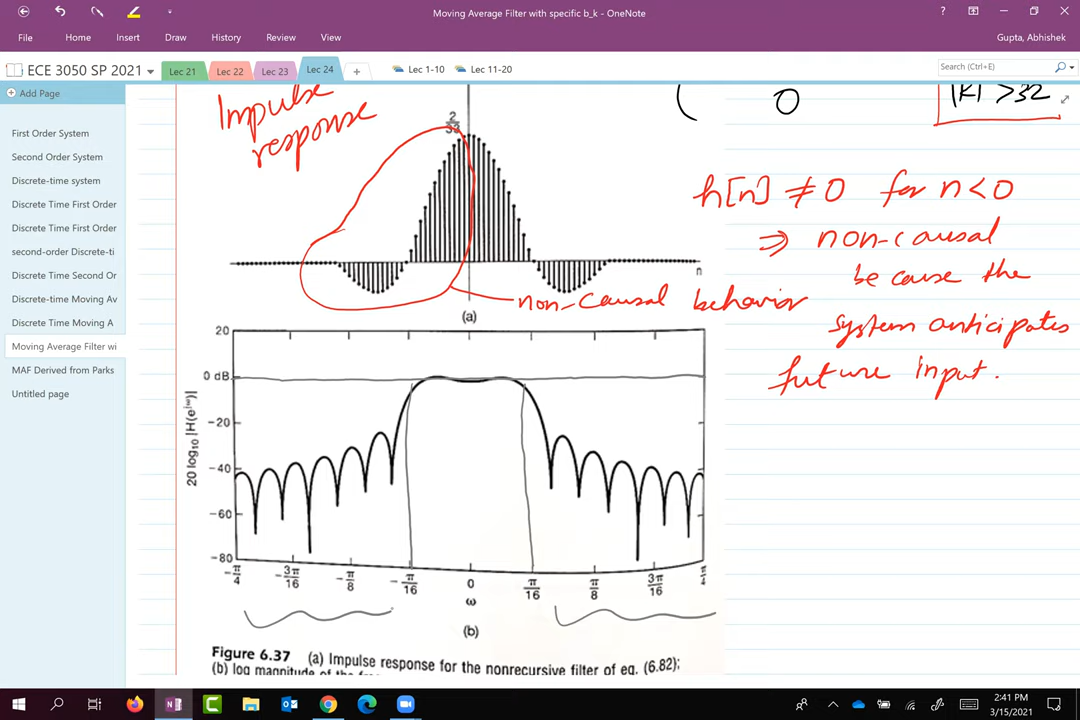 Moving Average Filter with specific b_k - OneNote
File Home Insert Draw History Review View
Gupta, Abhishek
ECE 3050 SP 2021 Lec 21 Lec 22 Lec 23 Lec 24 + Lec 1-10 Lec 11-20
Search (Ctrl+E)
Add Page
First Order System
Second Order System
Discrete-time system
Discrete Time First Order
Discrete Time First Order
second-order Discrete-ti
Discrete Time Second Or
Discrete-time Moving Av
Discrete Time Moving A
Moving Average Filter wi
MAF Derived from Parks
Untitled page
0 |k| >32
Impulse
response
2/33
n
(a)
non-causal behavior
h[n] ≠ 0 for n<0
⇒ non-causal
because the
system anticipates
future input.
20 log₁₀ |H(e^{jω})|
20
0 dB
-20
-40
-60
-80
-π/4 -3π/16 -π/8 -π/16 0 π/16 π/8 3π/16
ω
(b)
Figure 6.37 (a) Impulse response for the nonrecursive filter of eq. (6.82);
(b) log magnitude of the
2:41 PM
3/15/2021